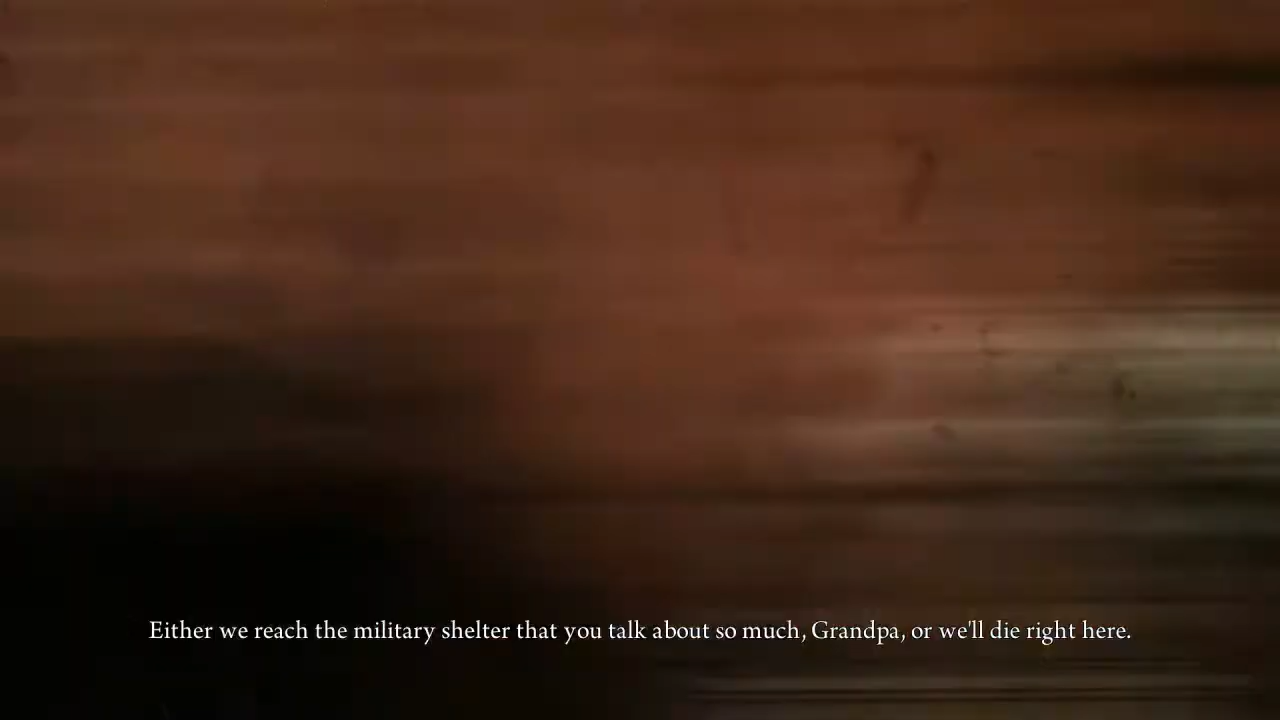 Either we reach the military shelter that you talk about so much, Grandpa, or we'll die right here.